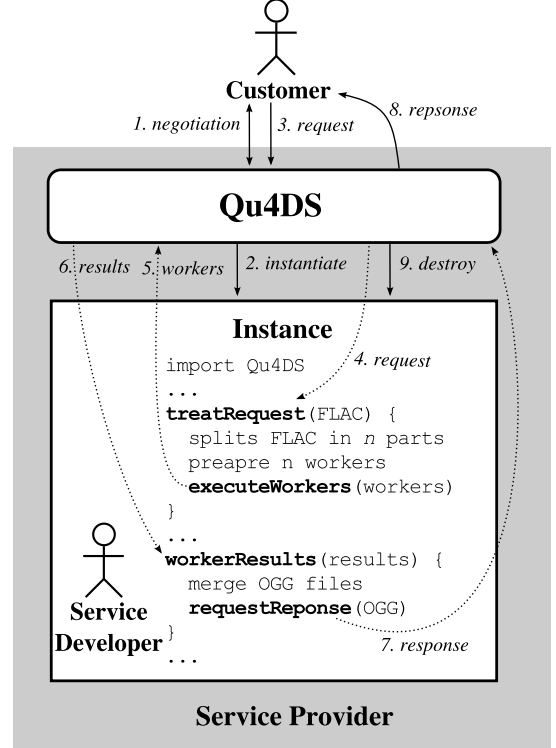 Customer
1. negotiation
3. request
8. repsonse
Qu4DS
6. results
5. workers
2. instantiate
9. destroy
Instance
4. request
import Qu4DS
...
treatRequest(FLAC) {
splits FLAC in n parts
preapre n workers
executeWorkers(workers)
}
...
workerResults(results) {
merge OGG files
requestReponse(OGG)
}
...
7. response
Service
Developer
Service Provider